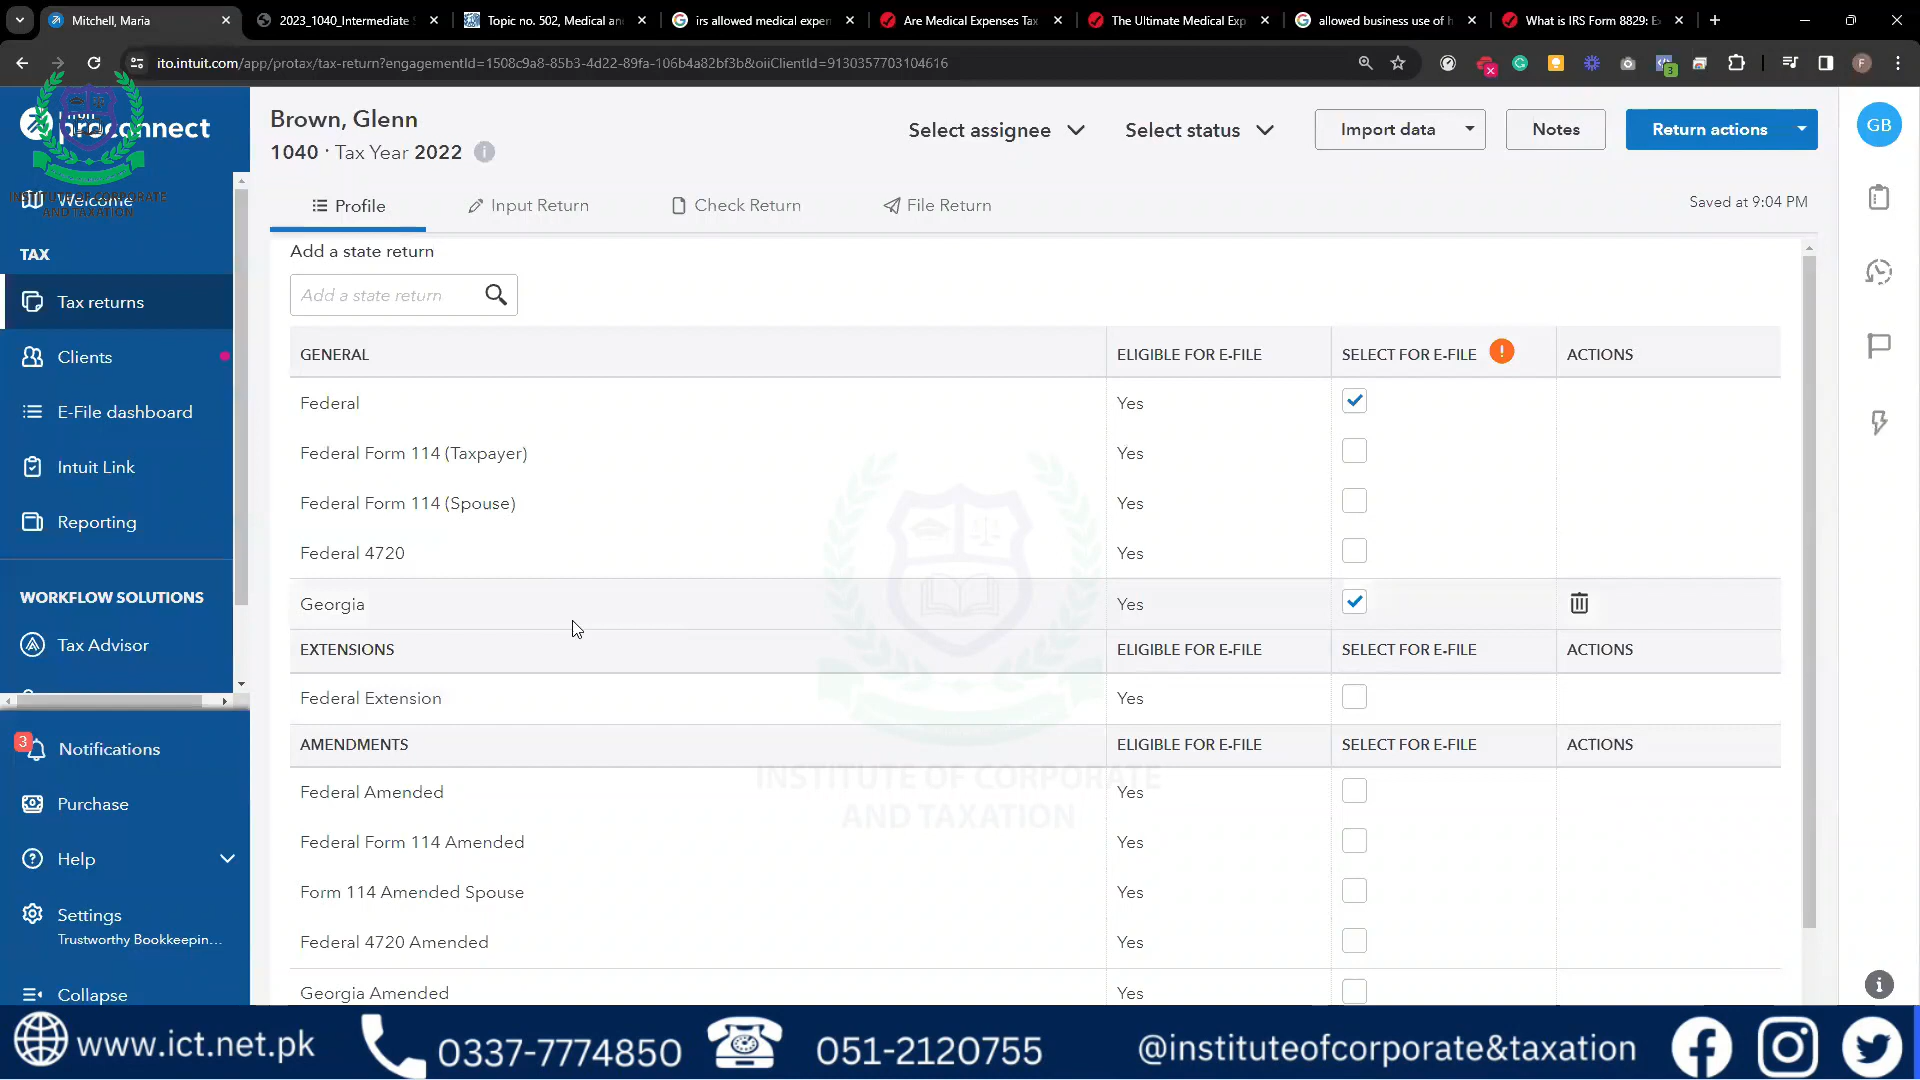 Mitchell, Maria
2023_1040_Intermediate S
Topic no. 502, Medical an
irs allowed medical expen
Are Medical Expenses Tax
The Ultimate Medical Exp
allowed business use of h
What is IRS Form 8829: Ex
ito.intuit.com/app/protax/tax-return?engagementId=1508c9a8-85b3-4d22-89fa-106b4a82bf3b&oiiClientId=9130357703104616
3
F
proconnect
INSTITUTE OF CORPORATE
AND TAXATION
Welcome
TAX
Tax returns
Clients
E-File dashboard
Intuit Link
Reporting
WORKFLOW SOLUTIONS
Tax Advisor
3
Notifications
Purchase
Help
Settings
Trustworthy Bookkeepin...
Collapse
Brown, Glenn
1040 · Tax Year 2022
Select assignee
Select status
Import data
Notes
Return actions
GB
Profile
Input Return
Check Return
File Return
Saved at 9:04 PM
Add a state return
Add a state return
GENERAL ELIGIBLE FOR E-FILE SELECT FOR E-FILE ! ACTIONS
Federal Yes
Federal Form 114 (Taxpayer) Yes
Federal Form 114 (Spouse) Yes
Federal 4720 Yes
Georgia Yes
EXTENSIONS ELIGIBLE FOR E-FILE SELECT FOR E-FILE ACTIONS
Federal Extension Yes
AMENDMENTS ELIGIBLE FOR E-FILE SELECT FOR E-FILE ACTIONS
INSTITUTE OF CORPORATE
AND TAXATION
Federal Amended Yes
Federal Form 114 Amended Yes
Form 114 Amended Spouse Yes
Federal 4720 Amended Yes
Georgia Amended Yes
www.ict.net.pk
0337-7774850
051-2120755
@instituteofcorporate&taxation